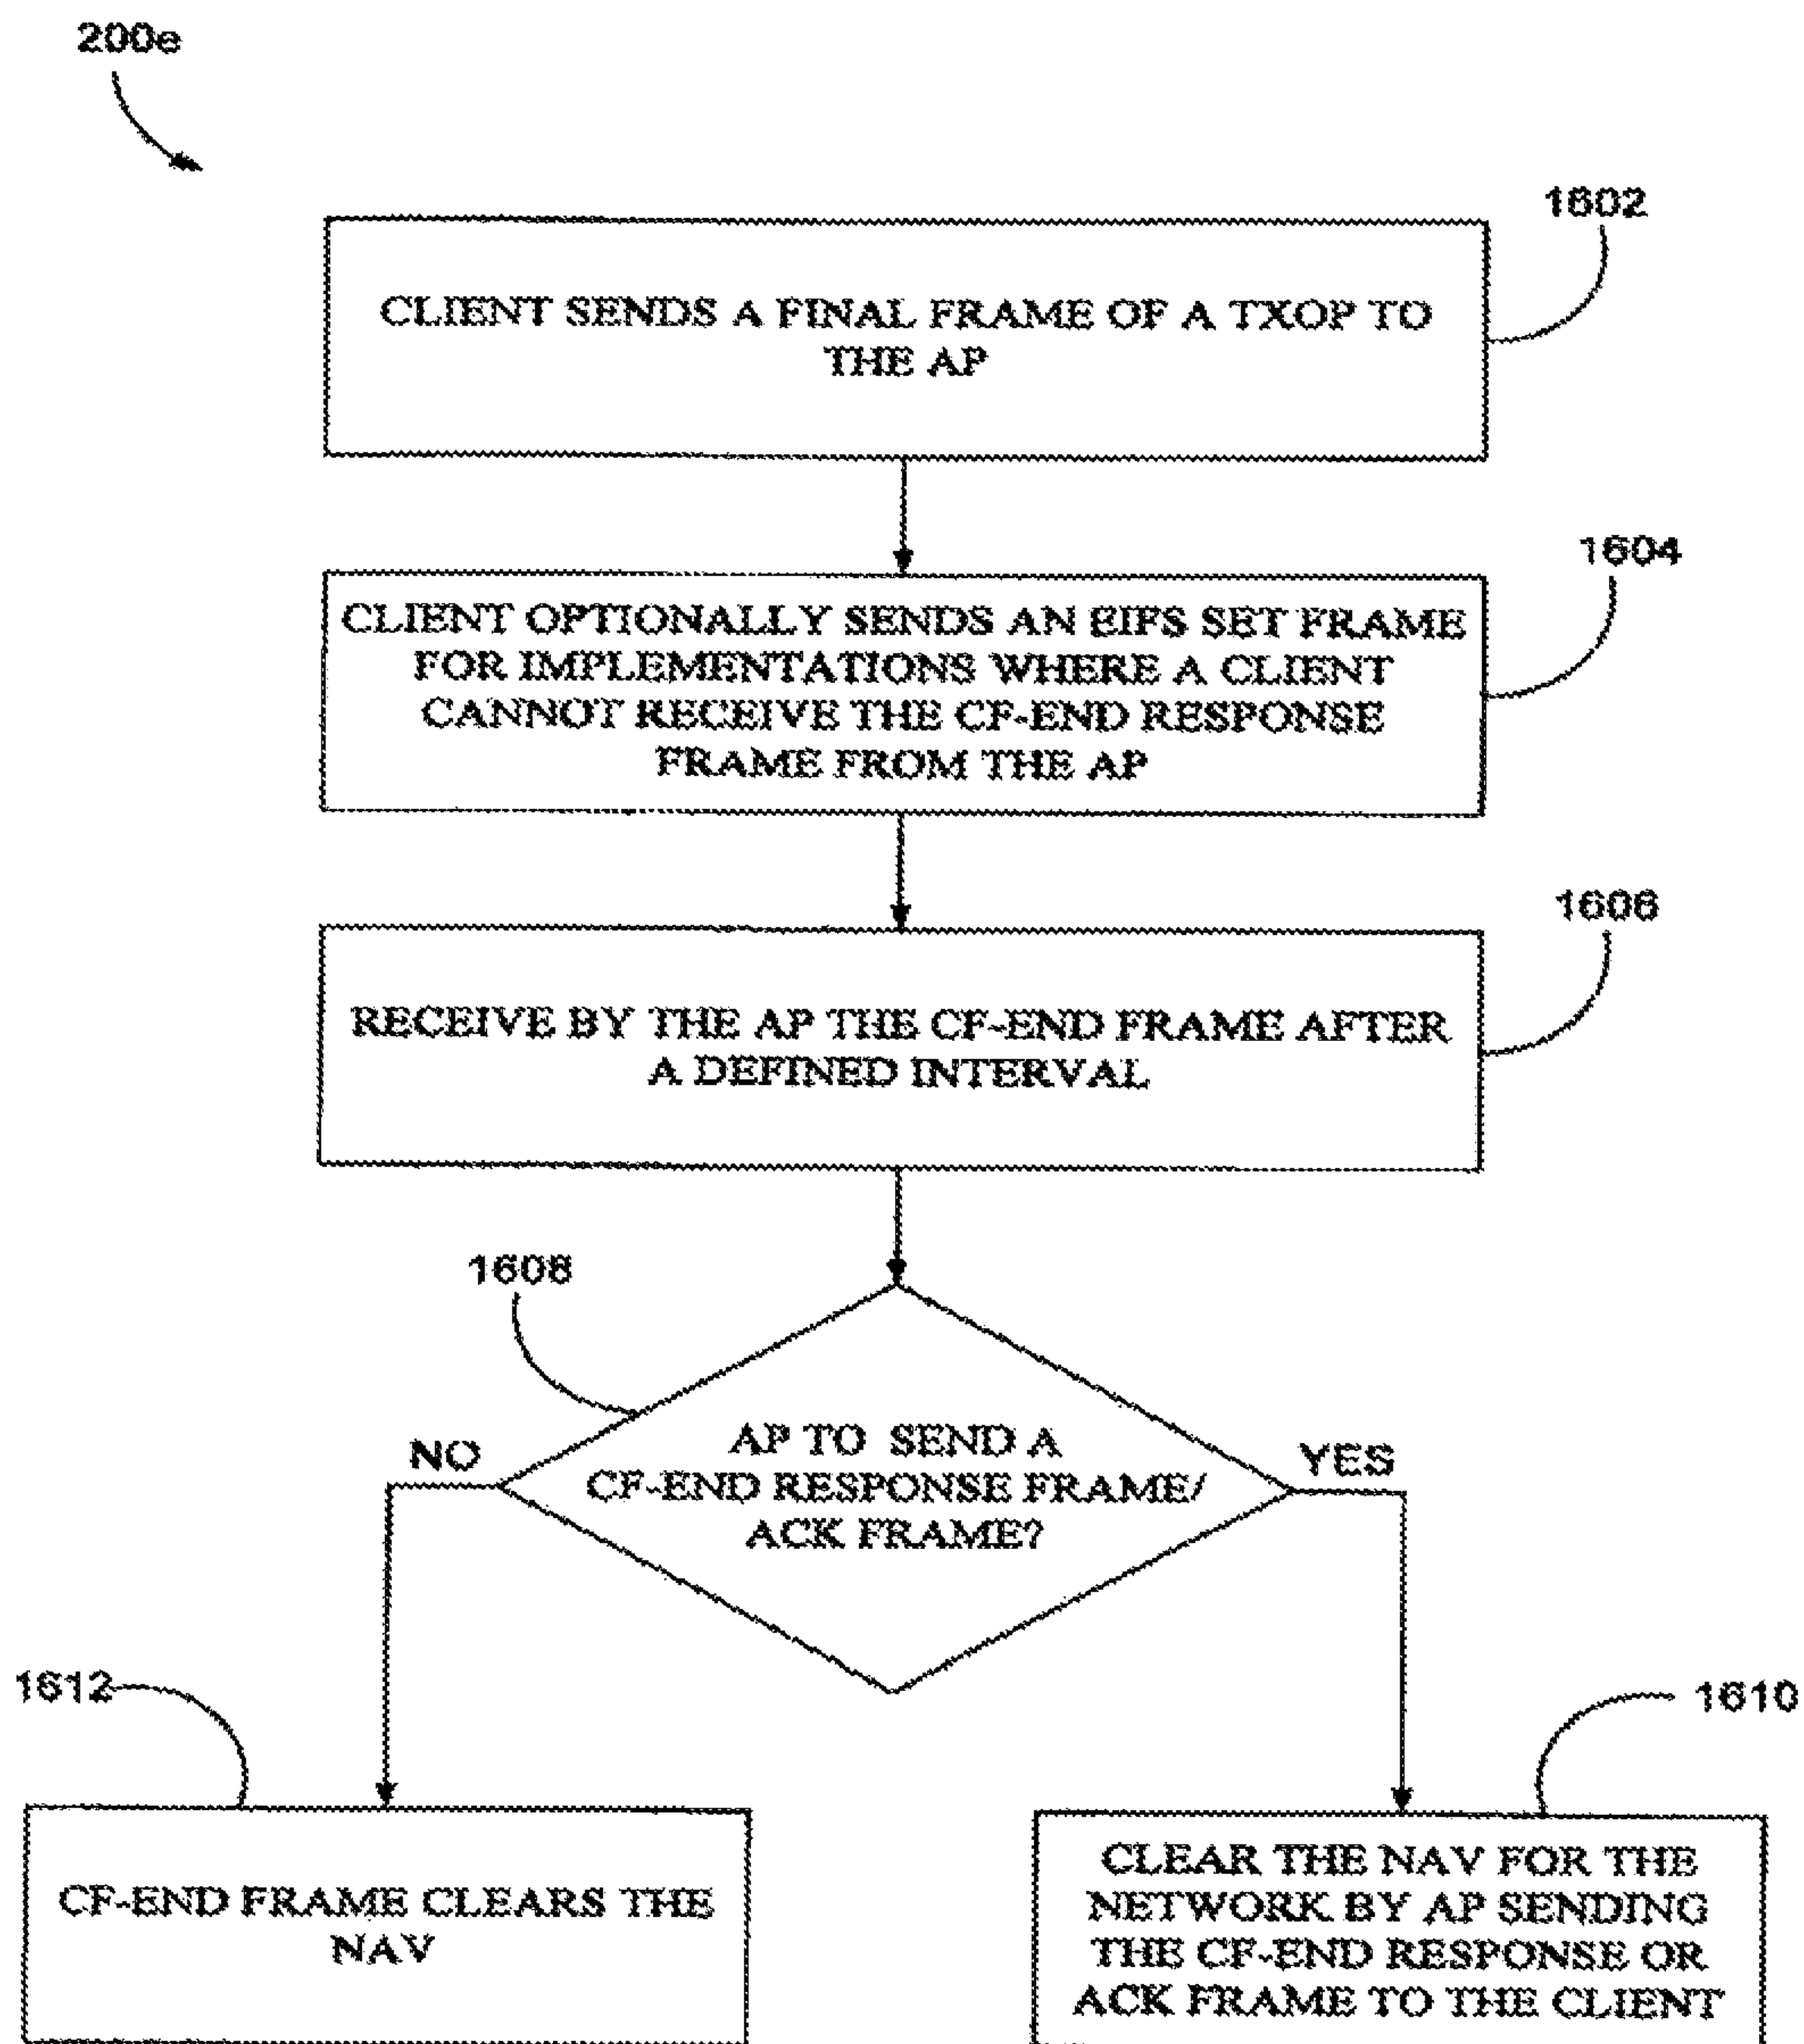 200e
1602
CLIENT SENDS A FINAL FRAME OF A TXOP TO
THE AP
1604
CLIENT OPTIONALLY SENDS AN EIFS SET FRAME
FOR IMPLEMENTATIONS WHERE A CLIENT
CANNOT RECEIVE THE CF-END RESPONSE
FRAME FROM THE AP
1606
RECEIVE BY THE AP THE CF-END FRAME AFTER
A DEFINED INTERVAL
1608
AP TO SEND A
CF-END RESPONSE FRAME/
ACK FRAME?
NO
YES
1612
1610
CF-END FRAME CLEARS THE
NAV
CLEAR THE NAV FOR THE
NETWORK BY AP SENDING
THE CF-END RESPONSE OR
ACK FRAME TO THE CLIENT